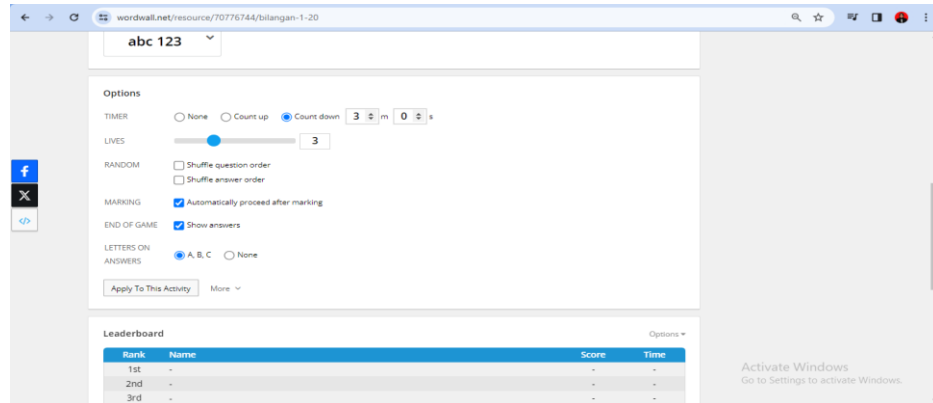 wordwall.net/resource/70776744/bilangan-1-20
abc 123
Options
TIMER None Count up Count down 3 m 0 s
LIVES 3
RANDOM Shuffle question order
Shuffle answer order
MARKING Automatically proceed after marking
END OF GAME Show answers
LETTERS ON ANSWERS A, B, C None
Apply To This Activity More
Leaderboard Options
Rank Name Score Time
1st - - -
2nd - - -
3rd - - -
Activate Windows
Go to Settings to activate Windows.